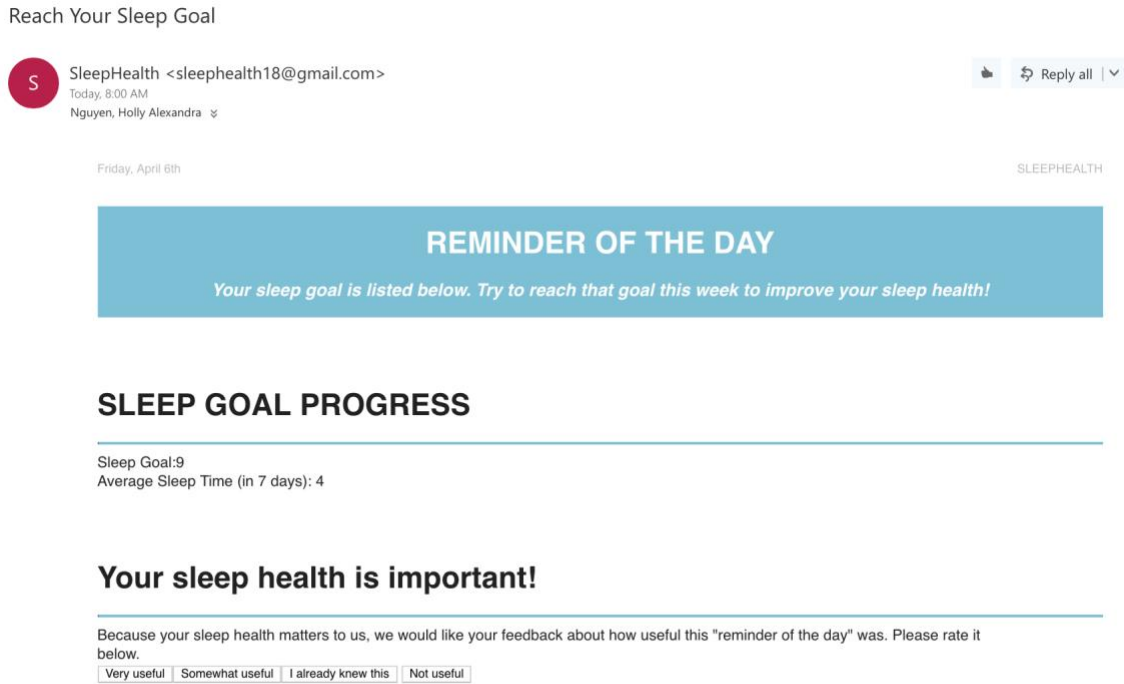 Reach Your Sleep Goal
S
SleepHealth <sleephealth18@gmail.com>
Reply all
Today, 8:00 AM
Nguyen, Holly Alexandra
Friday, April 6th
SLEEPHEALTH
REMINDER OF THE DAY
Your sleep goal is listed below. Try to reach that goal this week to improve your sleep health!
SLEEP GOAL PROGRESS
Sleep Goal:9
Average Sleep Time (in 7 days): 4
Your sleep health is important!
Because your sleep health matters to us, we would like your feedback about how useful this "reminder of the day" was. Please rate it
below.
Very useful Somewhat useful I already knew this Not useful